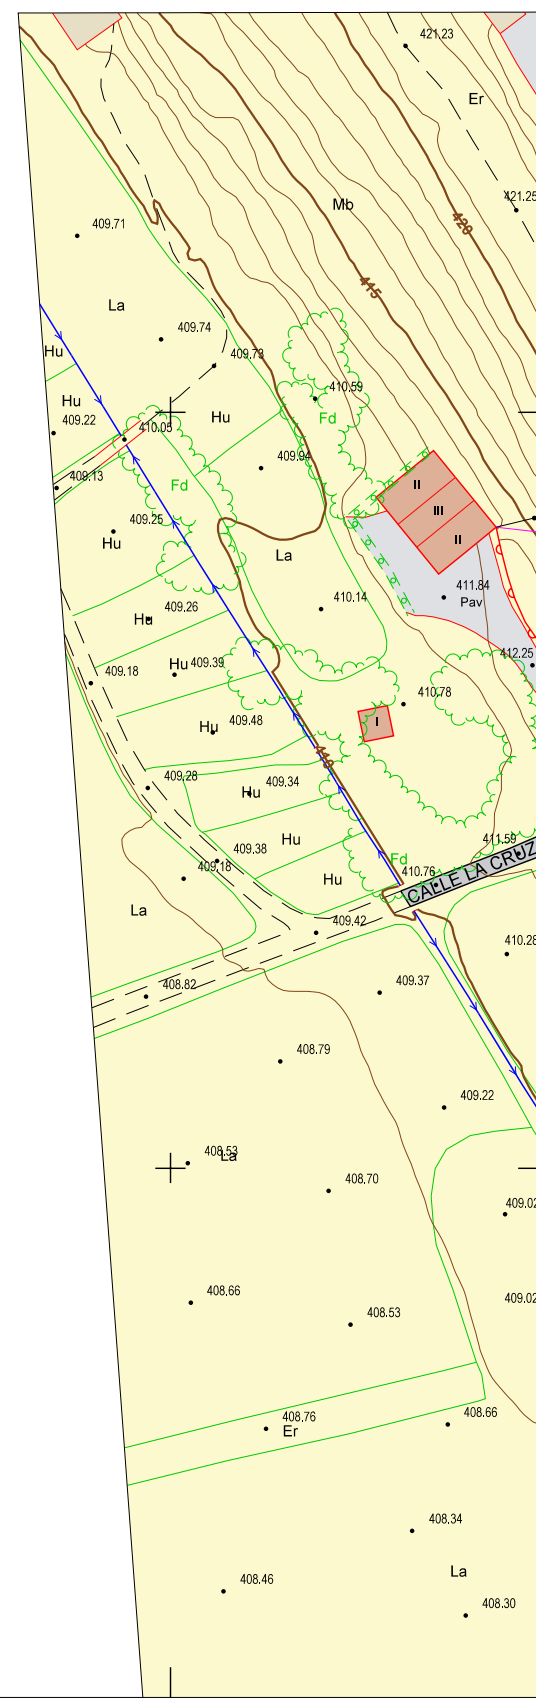 421,23
Er
421.25
Mb
420
409.71
415
La
409.74
Hu
409.73
410.59
Hu
Hu
Fd
409.22
410.05
409.94
409.13
Fd
II
III
II
409.25
Hu
La
411.84
Pav
409.26
Hu
410.14
412.25
409.18
Hu
409.39
410.78
409.48
Hu
I
410
409.28
409.34
Hu
Hu
411.59
409.38
Fd
CALLE LA CRUZ
409.18
410.76
Hu
La
409.42
410.28
408.82
409.37
408.79
409.22
408.53
La
408.70
409.02
408,66
409.02
408.53
408.76
Er
408.66
408,34
La
408.46
408.30